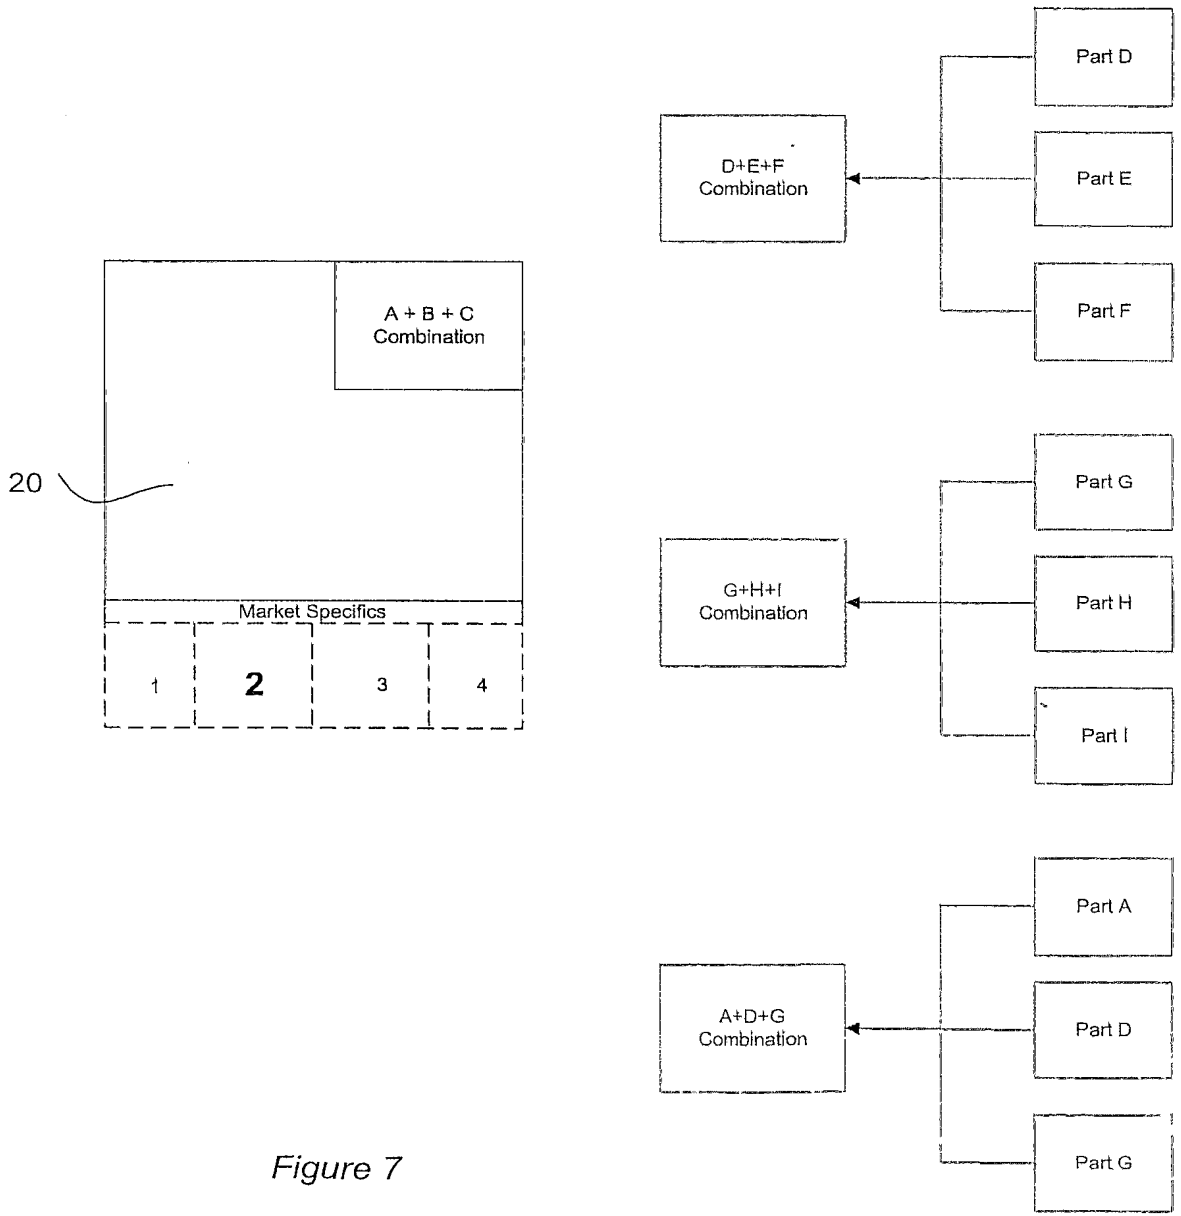 A + B + C
Combination
20
Market Specifics
1
2
3
4
D+E+F
Combination
Part D
Part E
Part F
G+H+I
Combination
Part G
Part H
Part I
A+D+G
Combination
Part A
Part D
Part G
Figure 7